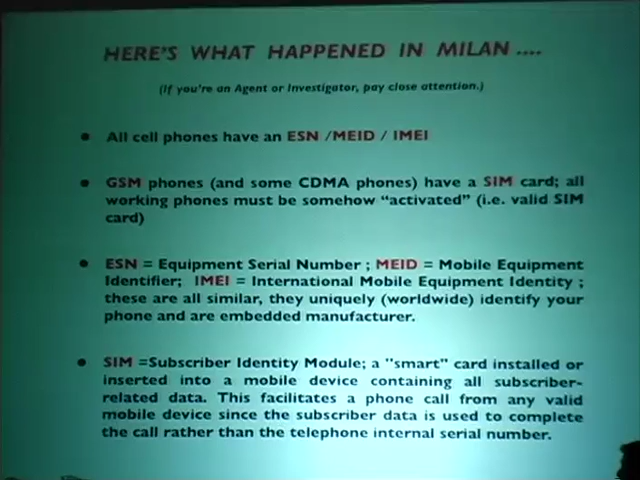 HERE'S WHAT HAPPENED IN MILAN ....
(If you're an Agent or Investigator, pay close attention.)
• All cell phones have an ESN /MEID / IMEI
• GSM phones (and some CDMA phones) have a SIM card; all
working phones must be somehow "activated" (i.e. valid SIM
card)
• ESN = Equipment Serial Number ; MEID = Mobile Equipment
Identifier; IMEI = International Mobile Equipment Identity ;
these are all similar, they uniquely (worldwide) identify your
phone and are embedded manufacturer.
• SIM =Subscriber Identity Module; a "smart" card installed or
inserted into a mobile device containing all subscriber-
related data. This facilitates a phone call from any valid
mobile device since the subscriber data is used to complete
the call rather than the telephone internal serial number.